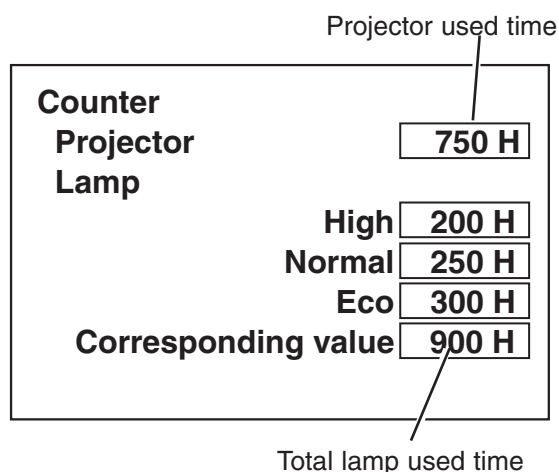 Projector used time
Counter
Projector 750 H
Lamp
High 200 H
Normal 250 H
Eco 300 H
Corresponding value 900 H
Total lamp used time